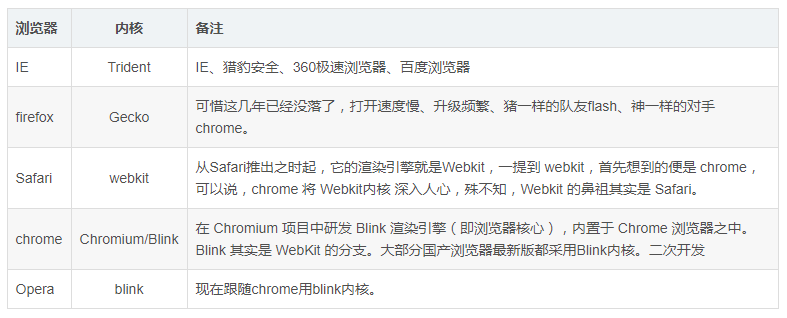 浏览器 内核 备注
IE Trident IE、猎豹安全、360极速浏览器、百度浏览器
firefox Gecko 可惜这几年已经没落了，打开速度慢、升级频繁、猪一样的队友flash、神一样的对手
chrome。
Safari webkit 从Safari推出之时起，它的渲染引擎就是Webkit，一提到 webkit，首先想到的便是 chrome，
可以说，chrome 将 Webkit内核 深入人心，殊不知，Webkit 的鼻祖其实是 Safari。
chrome Chromium/Blink 在 Chromium 项目中研发 Blink 渲染引擎（即浏览器核心），内置于 Chrome 浏览器之中。
Blink 其实是 WebKit 的分支。大部分国产浏览器最新版都采用Blink内核。二次开发
Opera blink 现在跟随chrome用blink内核。